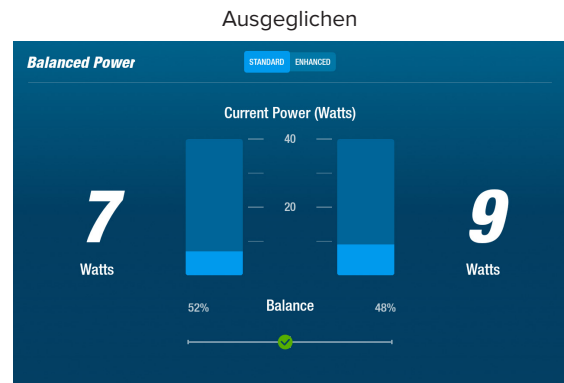 Ausgeglichen
Balanced Power
STANDARD ENHANCED
Current Power (Watts)
40
20
7
Watts
9
Watts
52% Balance 48%